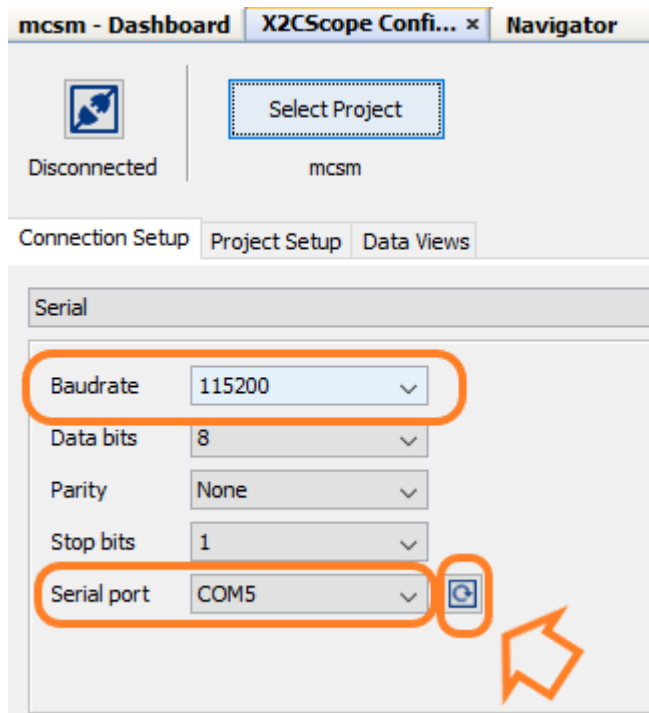 mcsm - Dashboard X2CScope Confi... × Navigator
Select Project
Disconnected mcsm
Connection Setup Project Setup Data Views
Serial
Baudrate 115200
Data bits 8
Parity None
Stop bits 1
Serial port COM5